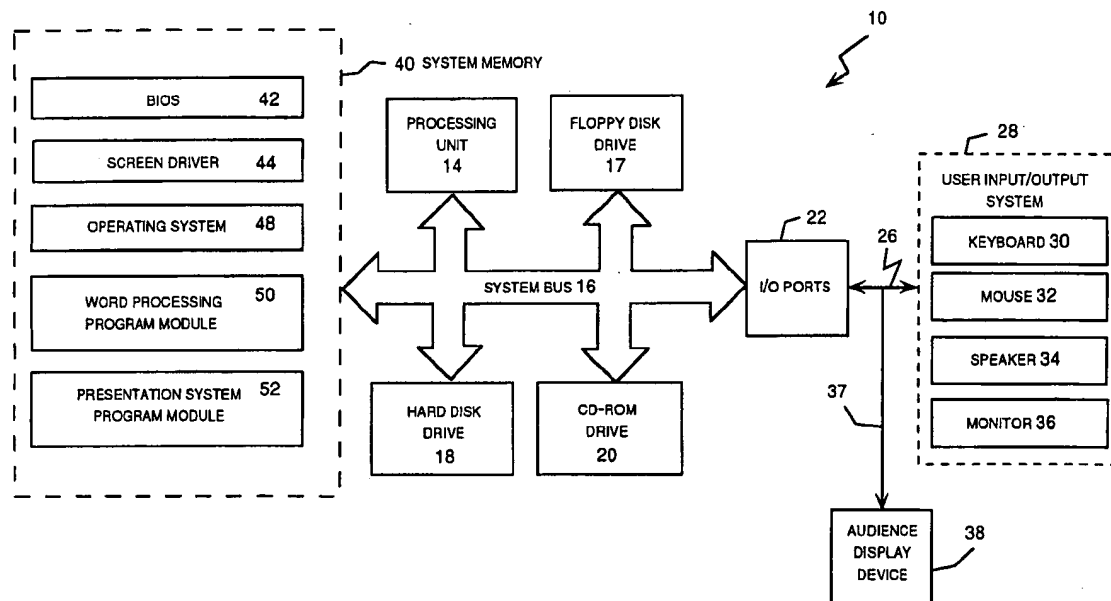 10
40 SYSTEM MEMORY
BIOS 42
SCREEN DRIVER 44
OPERATING SYSTEM 48
WORD PROCESSING
PROGRAM MODULE
50
PRESENTATION SYSTEM
PROGRAM MODULE
52
PROCESSING
UNIT
14
FLOPPY DISK
DRIVE
17
SYSTEM BUS 16
HARD DISK
DRIVE
18
CD-ROM
DRIVE
20
22
I/O PORTS
26
28
USER INPUT/OUTPUT
SYSTEM
KEYBOARD 30
MOUSE 32
SPEAKER 34
MONITOR 36
37
AUDIENCE
DISPLAY
DEVICE
38